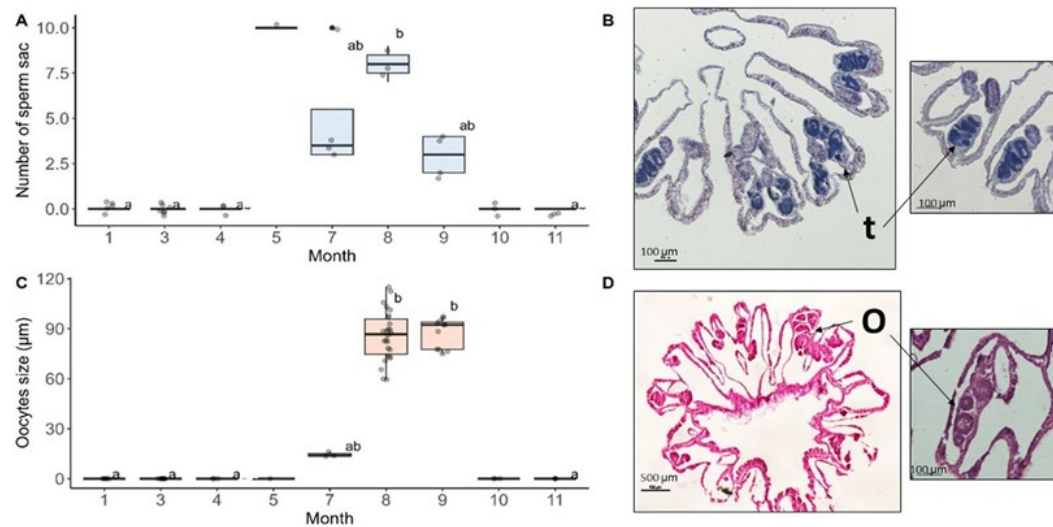 A
Number of sperm sac
10.0
7.5
5.0
2.5
0.0
a
a
a
ab
b
ab
a
1
3
4
5
7
8
9
10
11
Month
B
t
100 µm
100 µm
C
Oocytes size (µm)
120
90
60
30
0
a
a
a
ab
b
b
a
1
3
4
5
7
8
9
10
11
Month
D
O
500 µm
100 µm